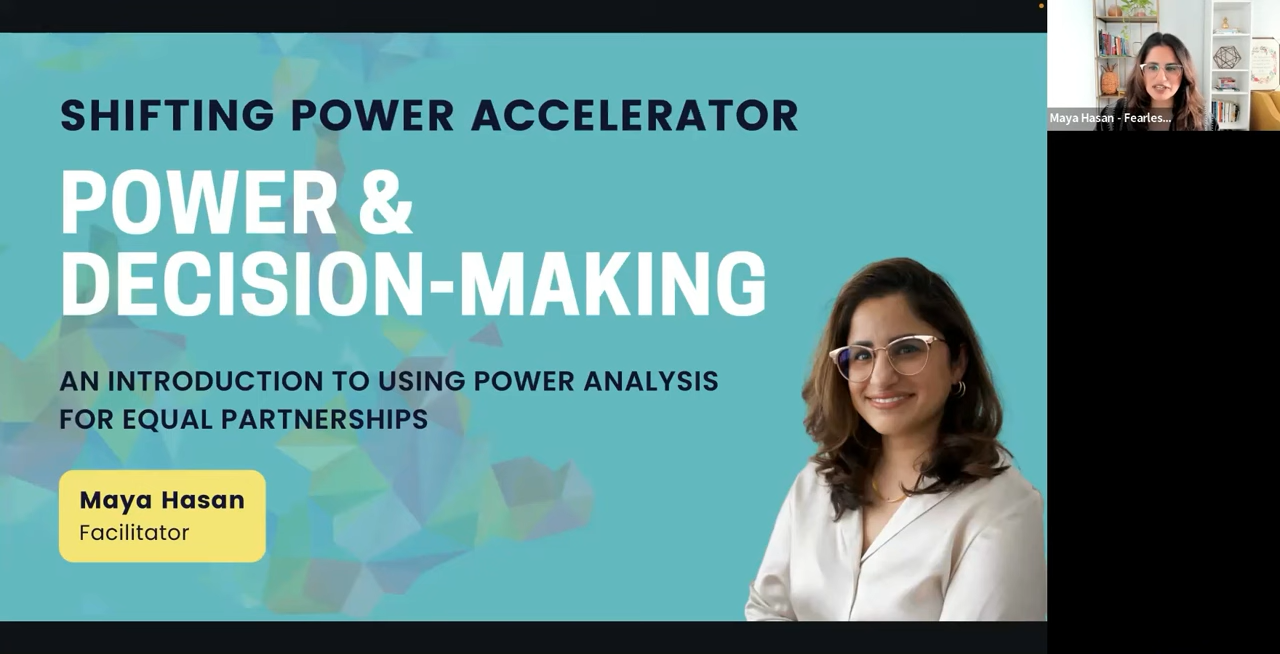 SHIFTING POWER ACCELERATOR
POWER &
DECISION-MAKING
AN INTRODUCTION TO USING POWER ANALYSIS
FOR EQUAL PARTNERSHIPS
Maya Hasan
Facilitator
Maya Hasan - Fearles...